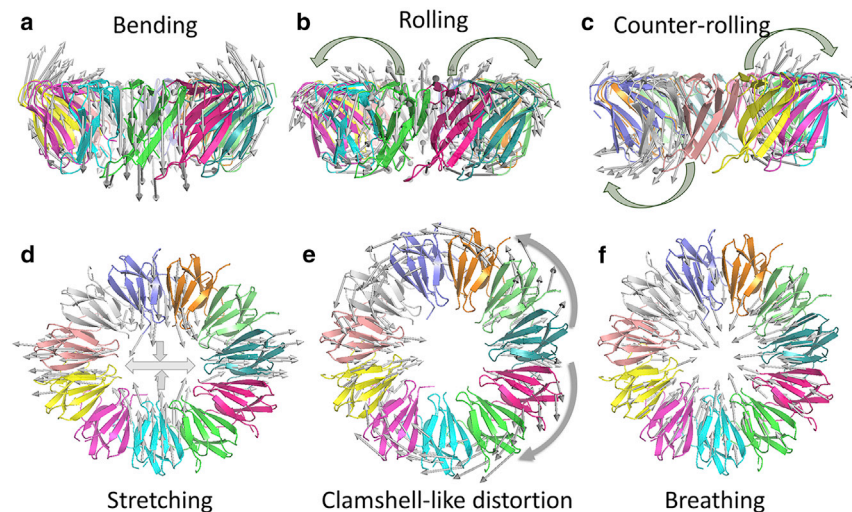 a
Bending
b
Rolling
c
Counter-rolling
d
Stretching
e
Clamshell-like distortion
f
Breathing